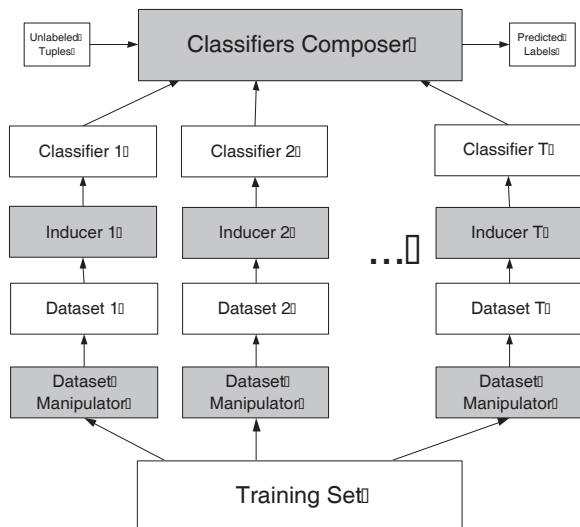 Unlabeled
Tuples
Classifiers Composer
Predicted
Labels
Classifier 1
Classifier 2
Classifier T
Inducer 1
Inducer 2
Inducer T
...
Dataset 1
Dataset 2
Dataset T
Dataset
Manipulator
Dataset
Manipulator
Dataset
Manipulator
Training Set